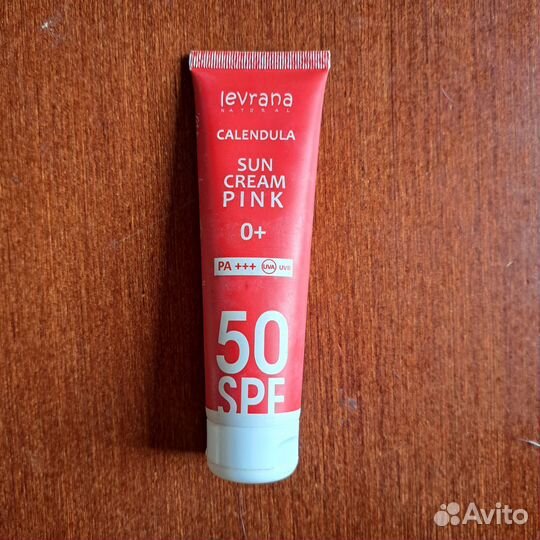 levrana
NATURAL
CALENDULA
SUN
CREAM
PINK
0+
PA +++ UVA UVB
50
SPF
Avito